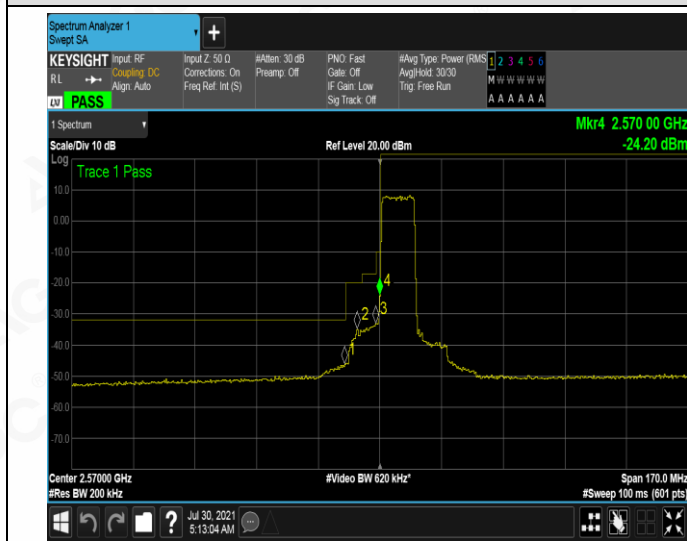 Spectrum Analyzer 1
Swept SA
+
KEYSIGHT Input: RF Input Z: 50 Ω #Atten: 30 dB PNO: Fast #Avg Type: Power (RMS 1 2 3 4 5 6
RL Coupling: DC Corrections: On Preamp: Off Gate: Off Avg|Hold: 30/30 M W W W W W
Align: Auto Freq Ref: Int (S) IF Gain: Low Trig: Free Run
Sig Track: Off A A A A A A
LXI PASS
1 Spectrum
Mkr4 2.570 00 GHz
Scale/Div 10 dB Ref Level 20.00 dBm -24.20 dBm
Log
Trace 1 Pass
10.0
0.00
-10.0
-20.0
4
-30.0
2 3
-40.0
1
-50.0
-60.0
-70.0
Center 2.57000 GHz #Video BW 620 kHz* Span 170.0 MHz
#Res BW 200 kHz #Sweep 100 ms (601 pts)
? Jul 30, 2021
5:13:04 AM